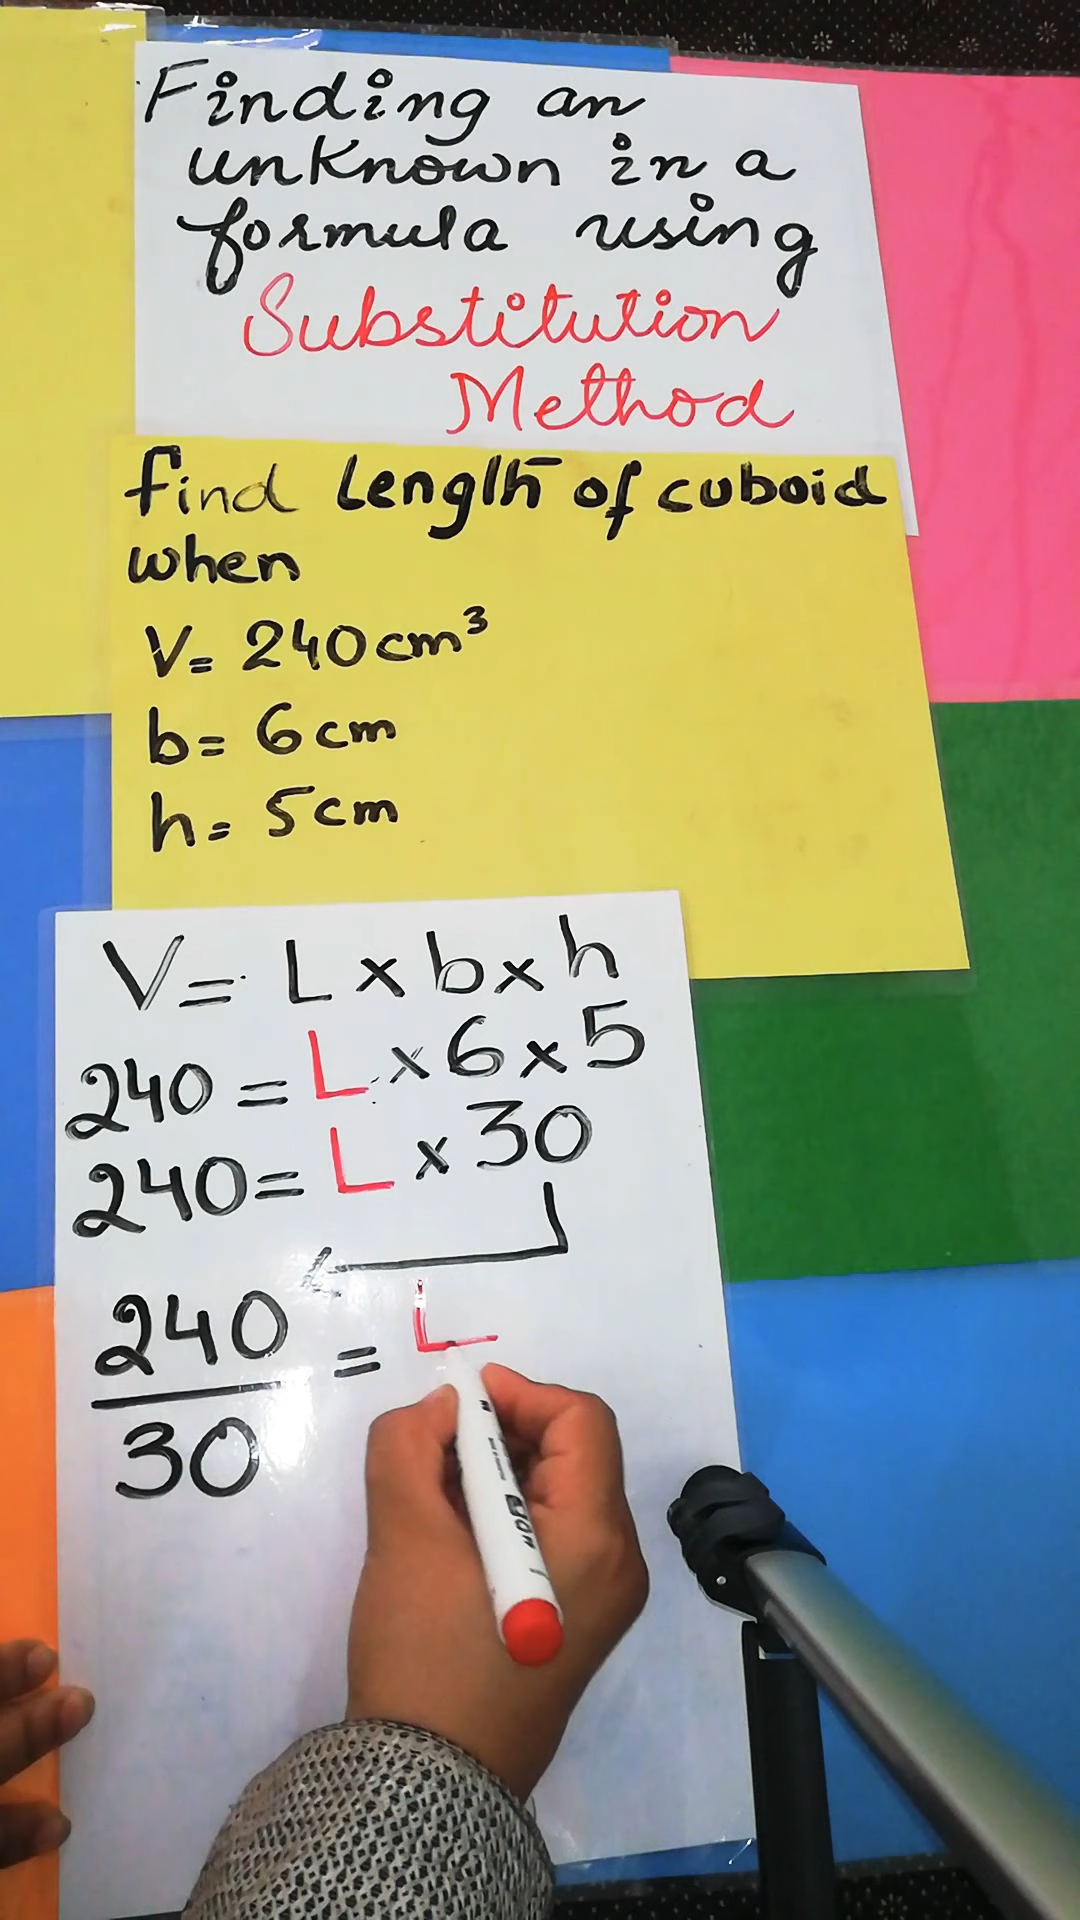 Finding an
unknown in a
formula using
Substitution
Method
find Length of cuboid
when
V= 240cm³
b= 6cm
h= 5cm
V= L x b x h
240 = L x 6 x 5
240= L x 30
240
30
= L